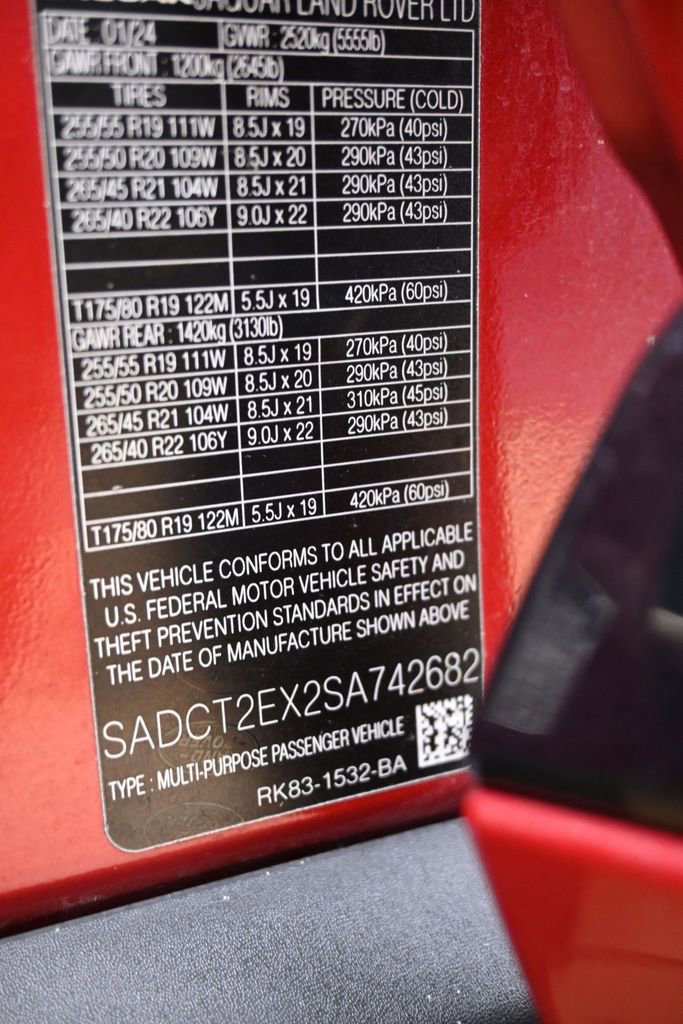 JAGUAR LAND ROVER LTD
DATE: 01/24 GVWR : 2520kg (5555lb)
GAWR FRONT : 1200kg (2645lb)
TIRES RIMS PRESSURE (COLD)
255/55 R19 111W 8.5J x 19 270kPa (40psi)
255/50 R20 109W 8.5J x 20 290kPa (43psi)
265/45 R21 104W 8.5J x 21 290kPa (43psi)
265/40 R22 106Y 9.0J x 22 290kPa (43psi)
T175/80 R19 122M 5.5J x 19 420kPa (60psi)
GAWR REAR : 1420kg (3130lb)
255/55 R19 111W 8.5J x 19 270kPa (40psi)
255/50 R20 109W 8.5J x 20 290kPa (43psi)
265/45 R21 104W 8.5J x 21 310kPa (45psi)
265/40 R22 106Y 9.0J x 22 290kPa (43psi)
T175/80 R19 122M 5.5J x 19 420kPa (60psi)
THIS VEHICLE CONFORMS TO ALL APPLICABLE
U.S. FEDERAL MOTOR VEHICLE SAFETY AND
THEFT PREVENTION STANDARDS IN EFFECT ON
THE DATE OF MANUFACTURE SHOWN ABOVE
SADCT2EX2SA742682
TYPE : MULTI-PURPOSE PASSENGER VEHICLE
RK83-1532-BA